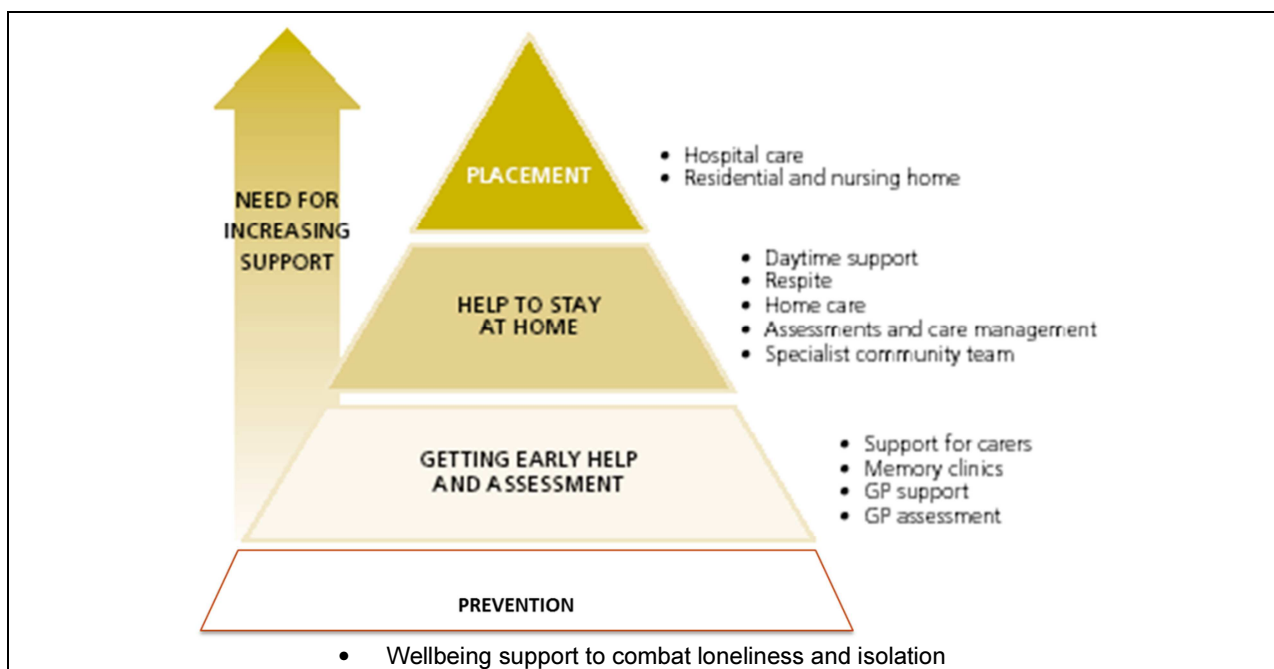 NEED FOR
INCREASING
SUPPORT
PLACEMENT
• Hospital care
• Residential and nursing home
HELP TO STAY
AT HOME
• Daytime support
• Respite
• Home care
• Assessments and care management
• Specialist community team
GETTING EARLY HELP
AND ASSESSMENT
• Support for carers
• Memory clinics
• GP support
• GP assessment
PREVENTION
• Wellbeing support to combat loneliness and isolation